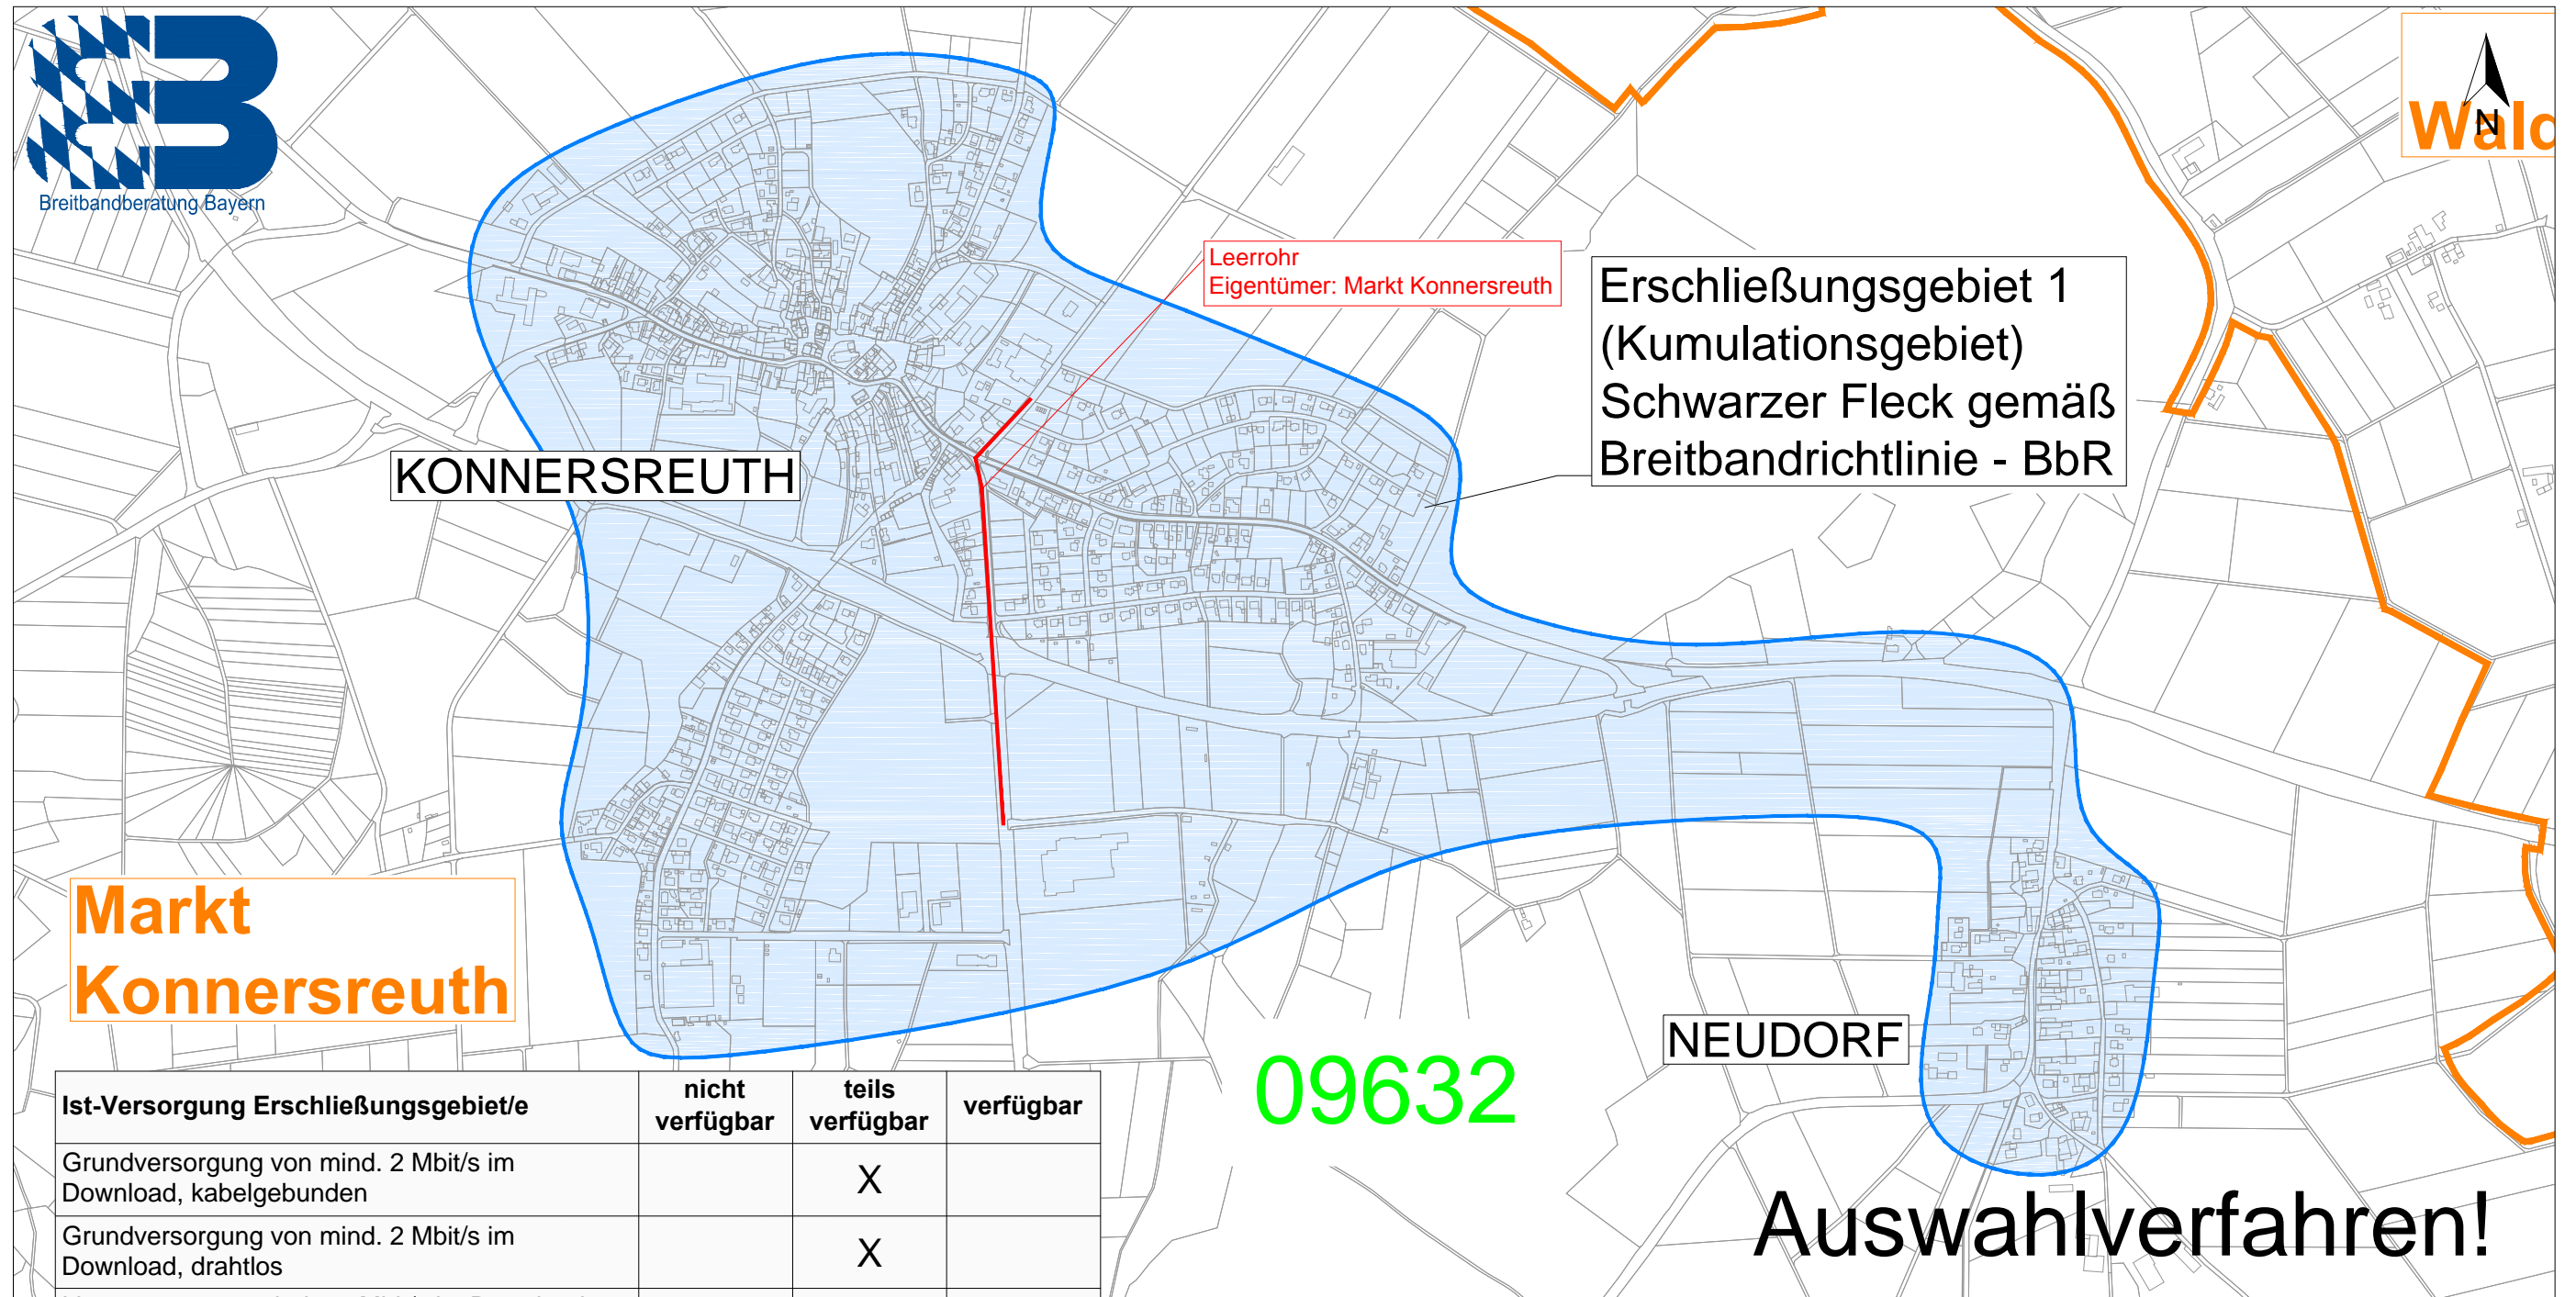 Breitbandberatung Bayern
N
Leerrohr
Eigentümer: Markt Konnersreuth
Erschließungsgebiet 1
(Kumulationsgebiet)
Schwarzer Fleck gemäß
Breitbandrichtlinie - BbR
KONNERSREUTH
Markt
Konnersreuth
NEUDORF
09632
Auswahlverfahren!
Ist-Versorgung Erschließungsgebiet/e
nicht
verfügbar
teils
verfügbar
verfügbar
Grundversorgung von mind. 2 Mbit/s im
Download, kabelgebunden
X
Grundversorgung von mind. 2 Mbit/s im
Download, drahtlos
X